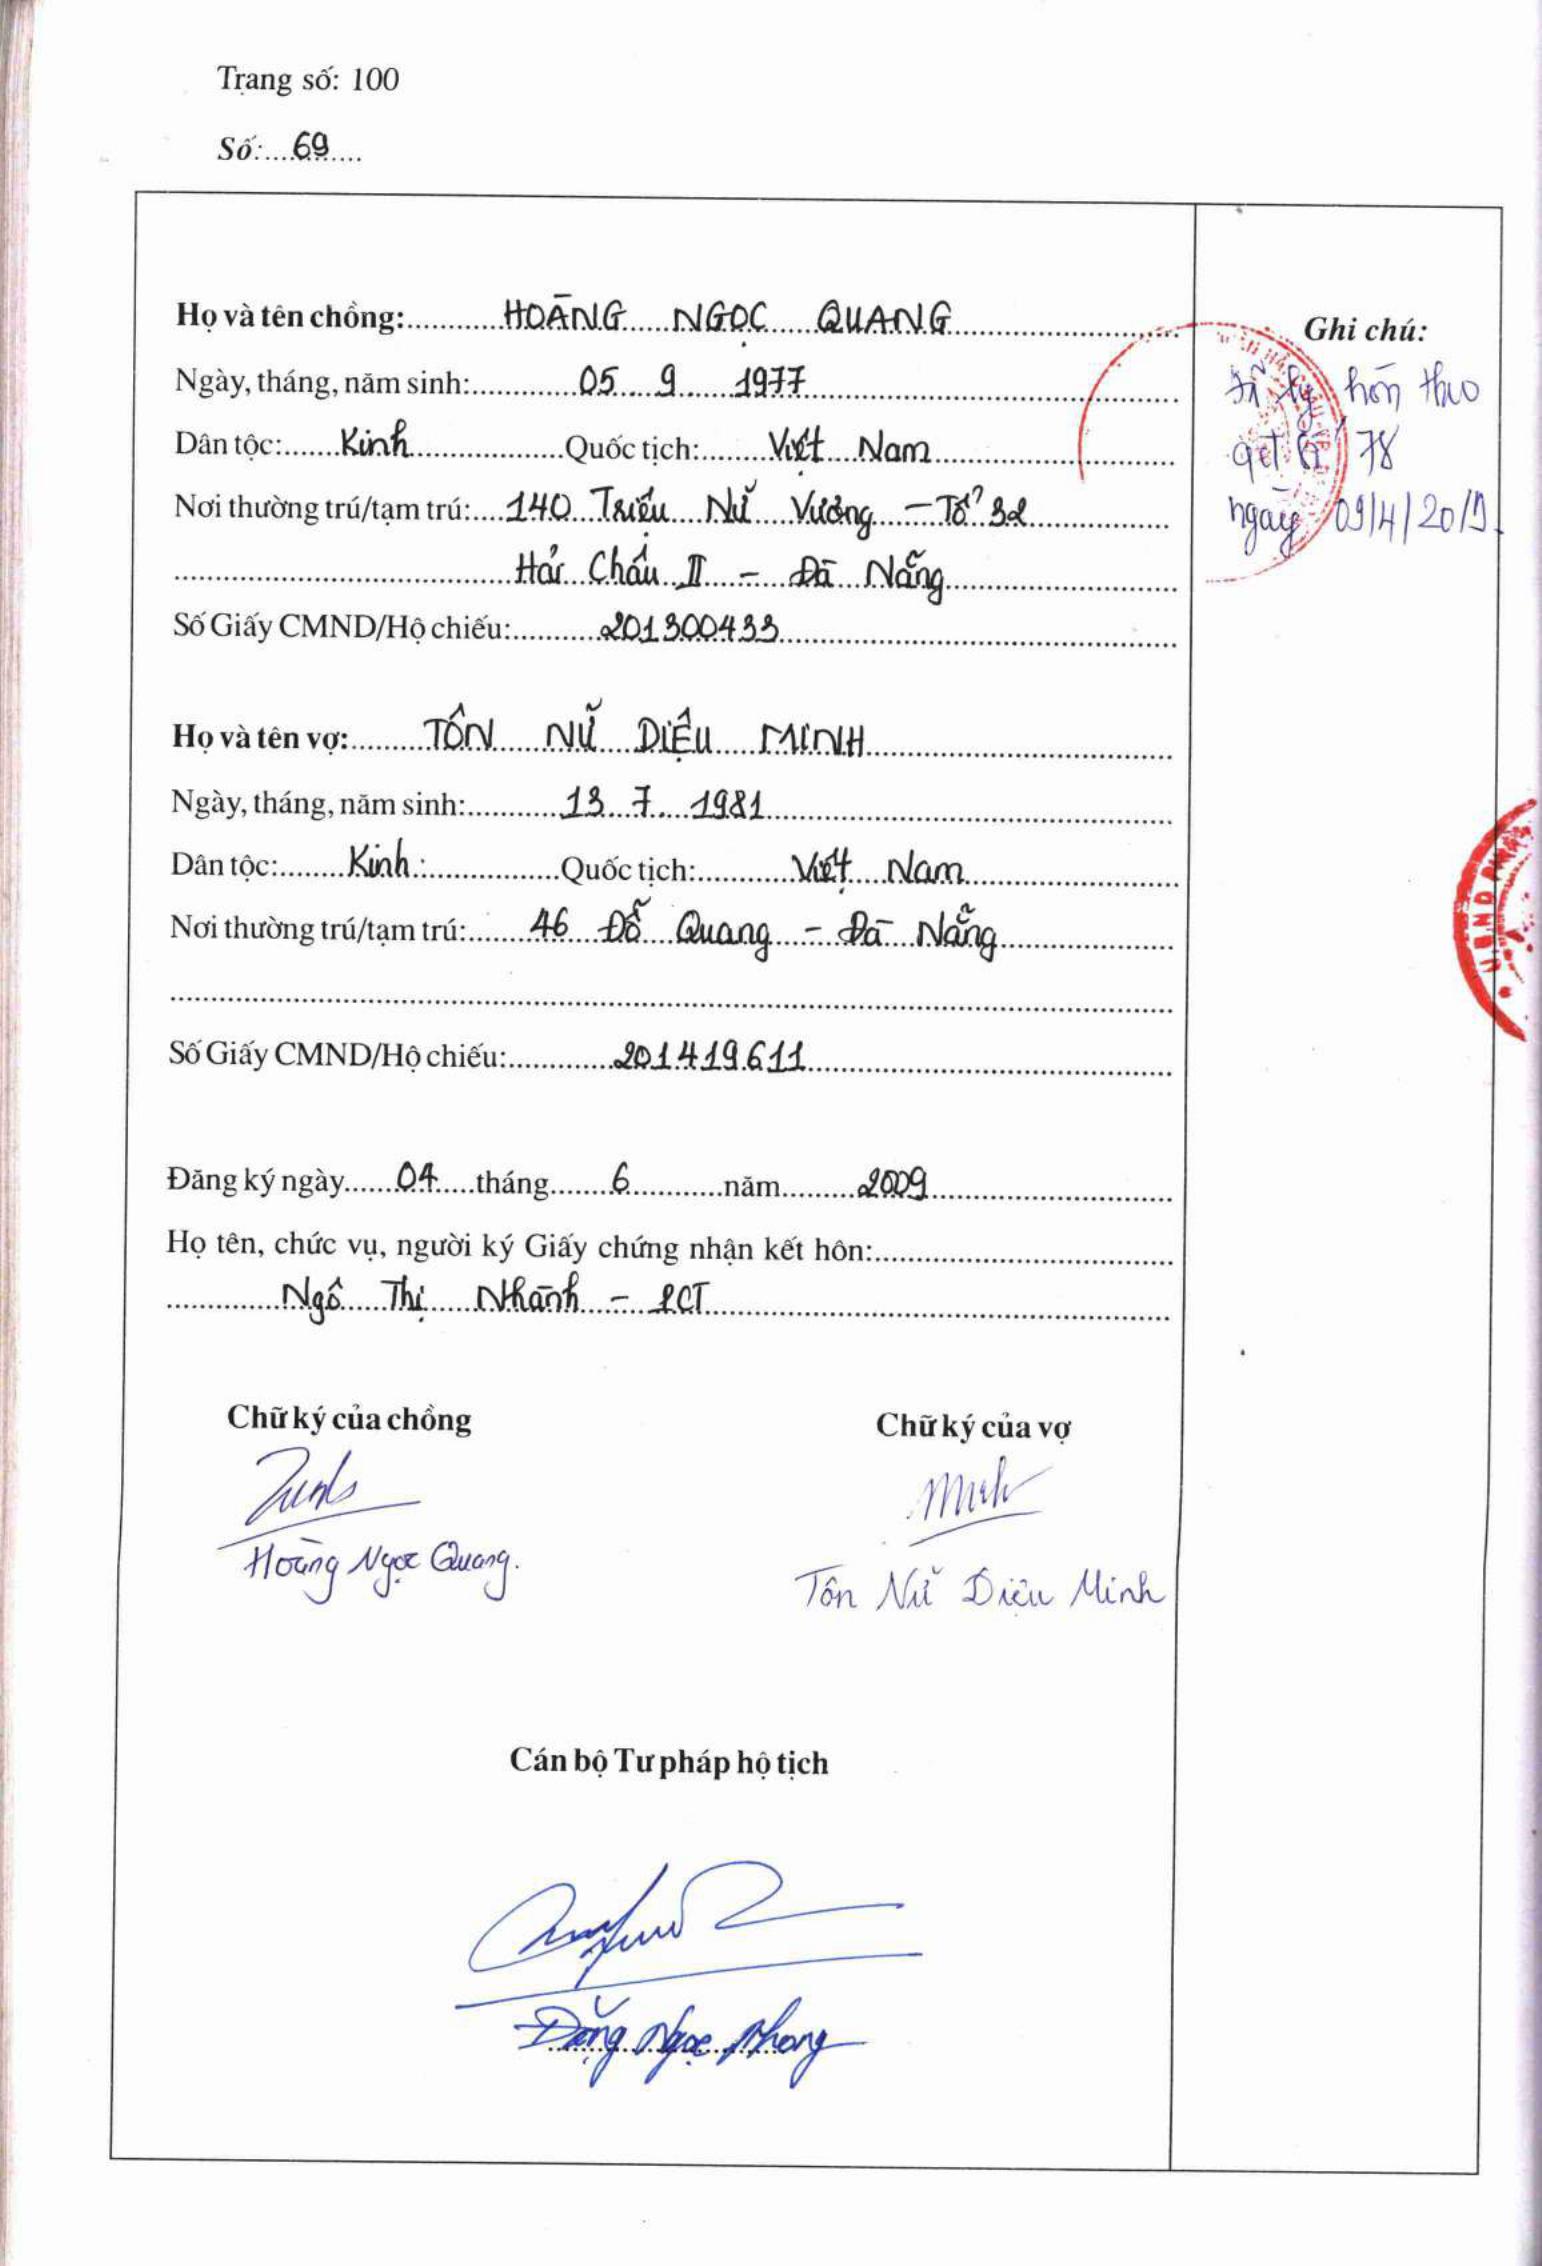 Trang số: 100
Số: 69
Họ và tên chồng: HOÀNG NGỌC QUANG
Ghi chú:
Ngày, tháng, năm sinh: 05 9 1977
Đã ly hôn theo
Dân tộc: Kinh Quốc tịch: Việt Nam
78
Nơi thường trú/tạm trú: 140 Triệu Nữ Vương - Tổ 32
ngày 09/4/2019
Hải Châu II - Đà Nẵng
Số Giấy CMND/Hộ chiếu: 201300433
Họ và tên vợ: TÔN NỮ DIỆU MINH
Ngày, tháng, năm sinh: 13 7 1981
Dân tộc: Kinh Quốc tịch: Việt Nam
UBND
Nơi thường trú/tạm trú: 46 Đỗ Quang - Đà Nẵng
Số Giấy CMND/Hộ chiếu: 201419611
Đăng ký ngày 04 tháng 6 năm 2009
Họ tên, chức vụ, người ký Giấy chứng nhận kết hôn:
Ngô Thị Nhành - PCT
Chữ ký của chồng
Chữ ký của vợ
Minh
Hoàng Ngọc Quang.
Tôn Nữ Diệu Minh
Cán bộ Tư pháp hộ tịch
Đặng Ngọc Phong